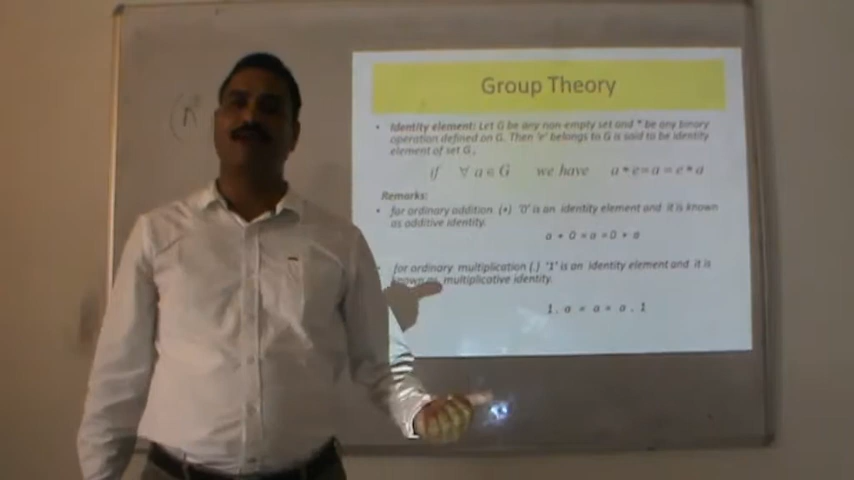 Group Theory
• Identity element: Let G be any non-empty set and * be any binary
operation defined on G. Then 'e' belongs to G is said to be identity
element of set G ,
if ∀ a ∈ G we have a * e = a = e * a
Remarks:
• for ordinary addition (+) '0' is an identity element and it is known
as additive identity.
a + 0 = a = 0 + a
• for ordinary multiplication (.) '1' is an identity element and it is
known as multiplicative identity.
1 . a = a = a . 1